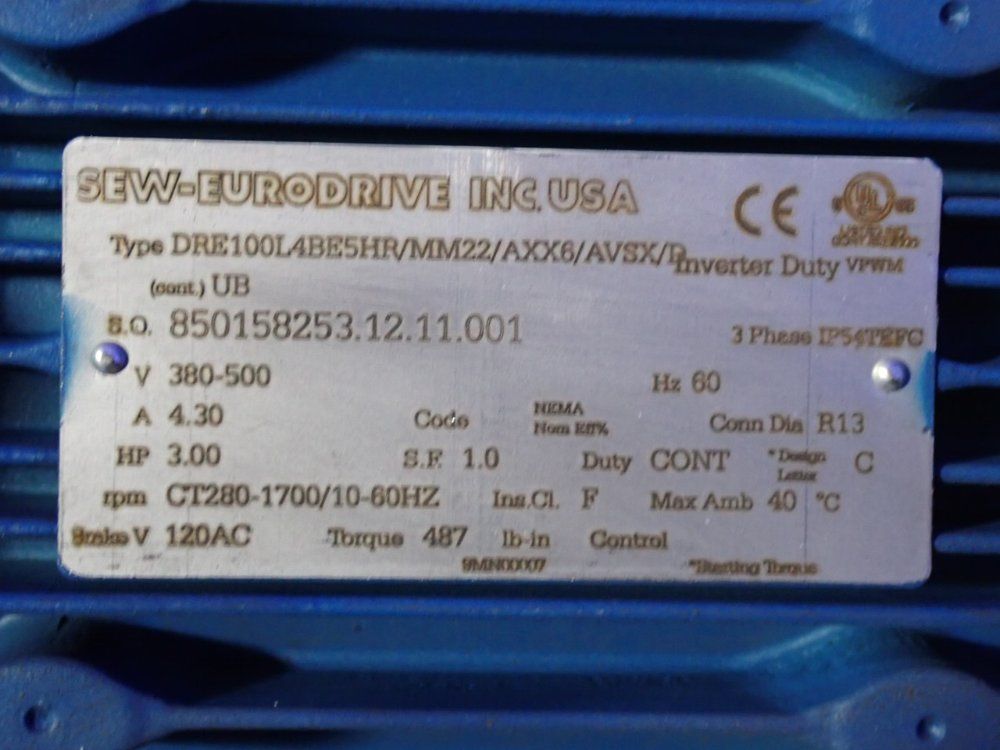 SEW-EURODRIVE INC. USA
CE
UL
Type DRE100L4BE5HR/MM22/AXX6/AVSX/D
Inverter Duty VPWM
(cont.) UB
S.O. 850158253.12.11.001
3 Phase IP54TEFC
V 380-500 Hz 60
A 4.30 Code NEMA Nom Eff% Conn Dia R13
HP 3.00 S.F. 1.0 Duty CONT *Design Letter C
rpm CT280-1700/10-60HZ Ins.Cl. F Max Amb 40 °C
Brake V 120AC Torque 487 lb-in Control
9MN00007 *Starting Torque